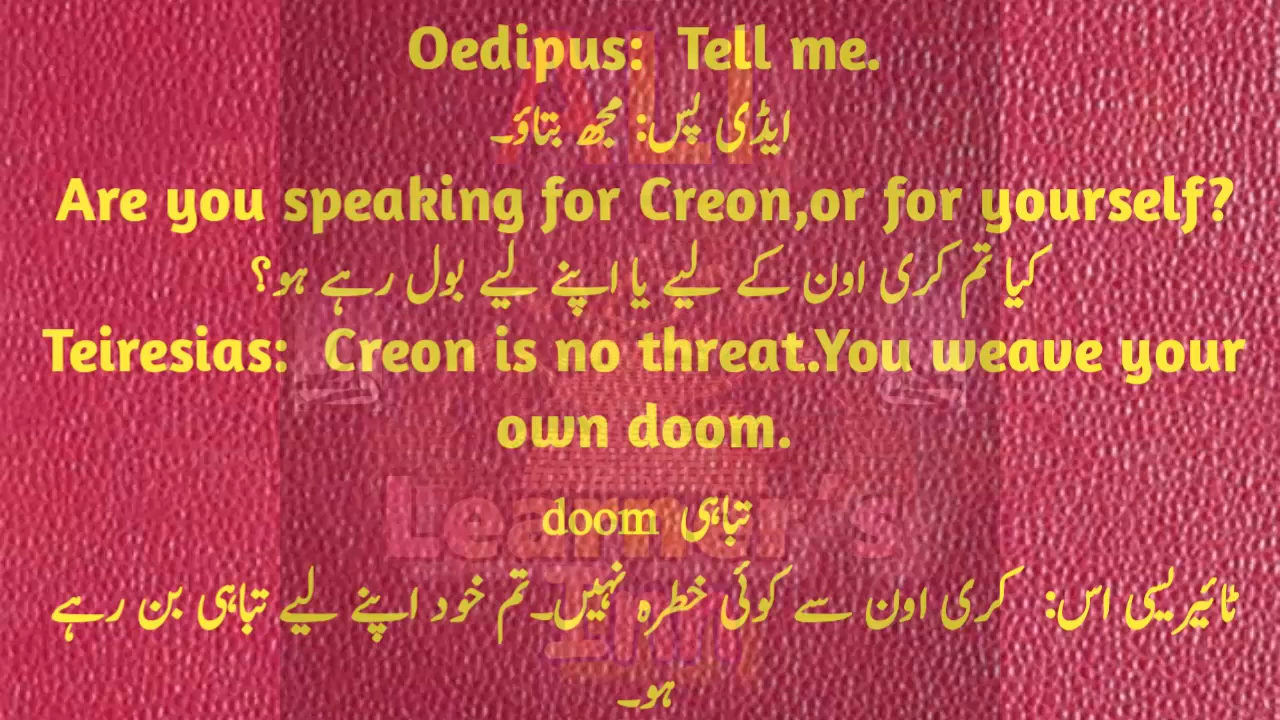 Oedipus: Tell me.
ایڈی پس: مجھ بتاؤ۔
Are you speaking for Creon,or for yourself?
کیا تم کری اون کے لیے یا اپنے لیے بول رہے ہو؟
Teiresias: Creon is no threat.You weave your
own doom.
doom تباہی
ٹائیریسی اس: کری اون سے کوئی خطرہ نہیں۔تم خود اپنے لیے تباہی بن رہے
ہو۔
ALI
Learner's